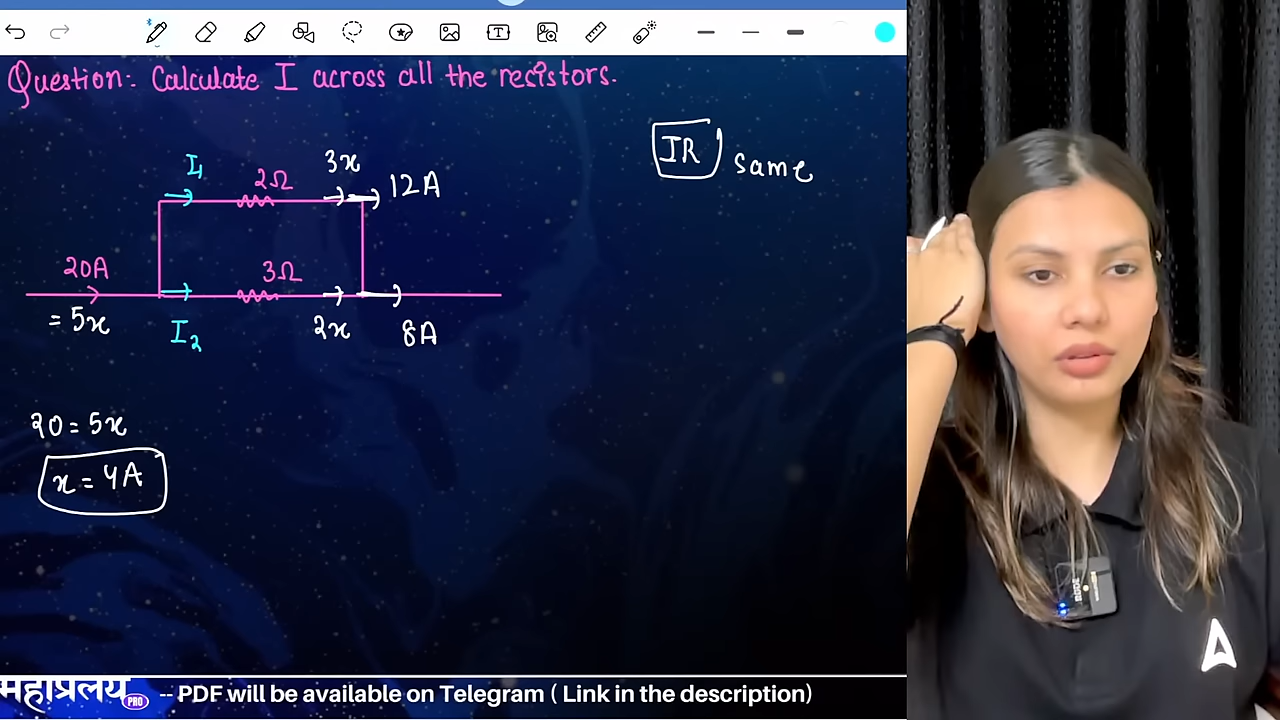 Question:- Calculate I across all the resistors.
I₁
2Ω
3x
12A
IR same
20A
= 5x
3Ω
I₂
2x
8A
20 = 5x
x = 4A
महाप्रलय PRO -- PDF will be available on Telegram ( Link in the description)